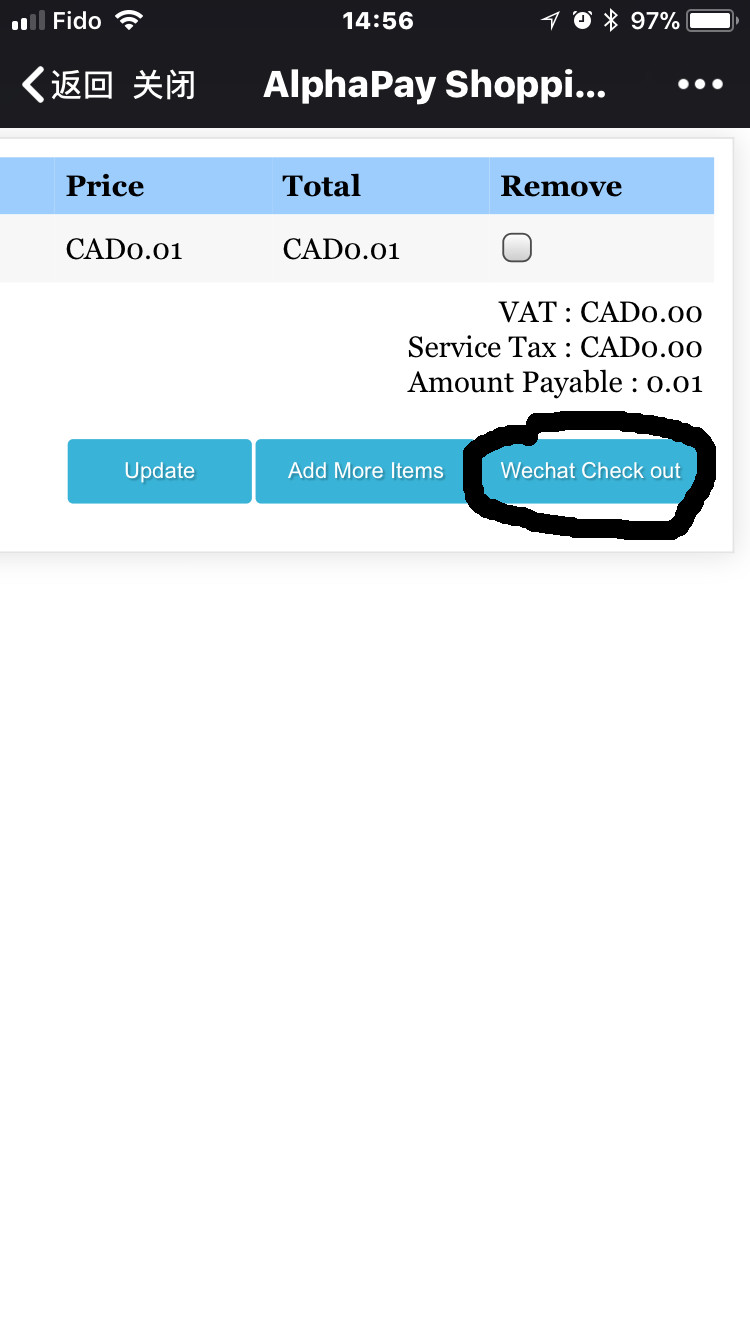 Fido 14:56 97%
返回 关闭 AlphaPay Shoppi...
Price Total Remove
CAD0.01 CAD0.01
VAT : CAD0.00
Service Tax : CAD0.00
Amount Payable : 0.01
Update Add More Items Wechat Check out